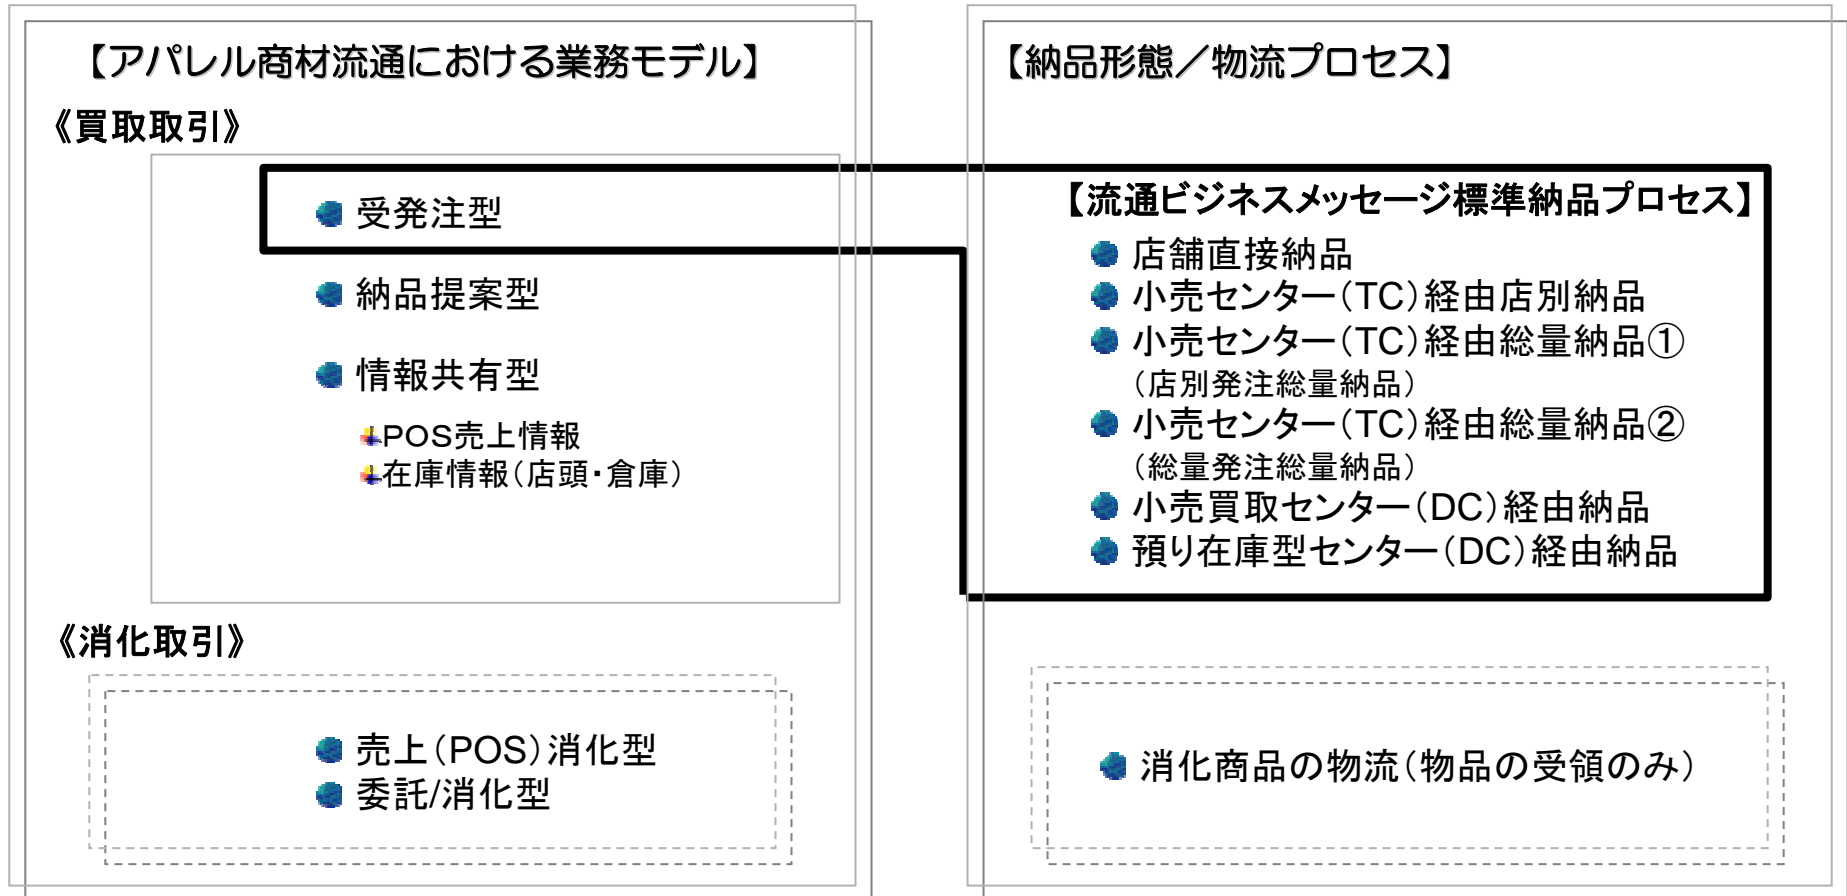 【アパレル商材流通における業務モデル】
《買取取引》
受発注型
納品提案型
情報共有型
POS売上情報
在庫情報(店頭・倉庫)
《消化取引》
売上(POS)消化型
委託/消化型
【納品形態/物流プロセス】
【流通ビジネスメッセージ標準納品プロセス】
店舗直接納品
小売センター(TC)経由店別納品
小売センター(TC)経由総量納品①
(店別発注総量納品)
小売センター(TC)経由総量納品②
(総量発注総量納品)
小売買取センター(DC)経由納品
預り在庫型センター(DC)経由納品
消化商品の物流(物品の受領のみ)